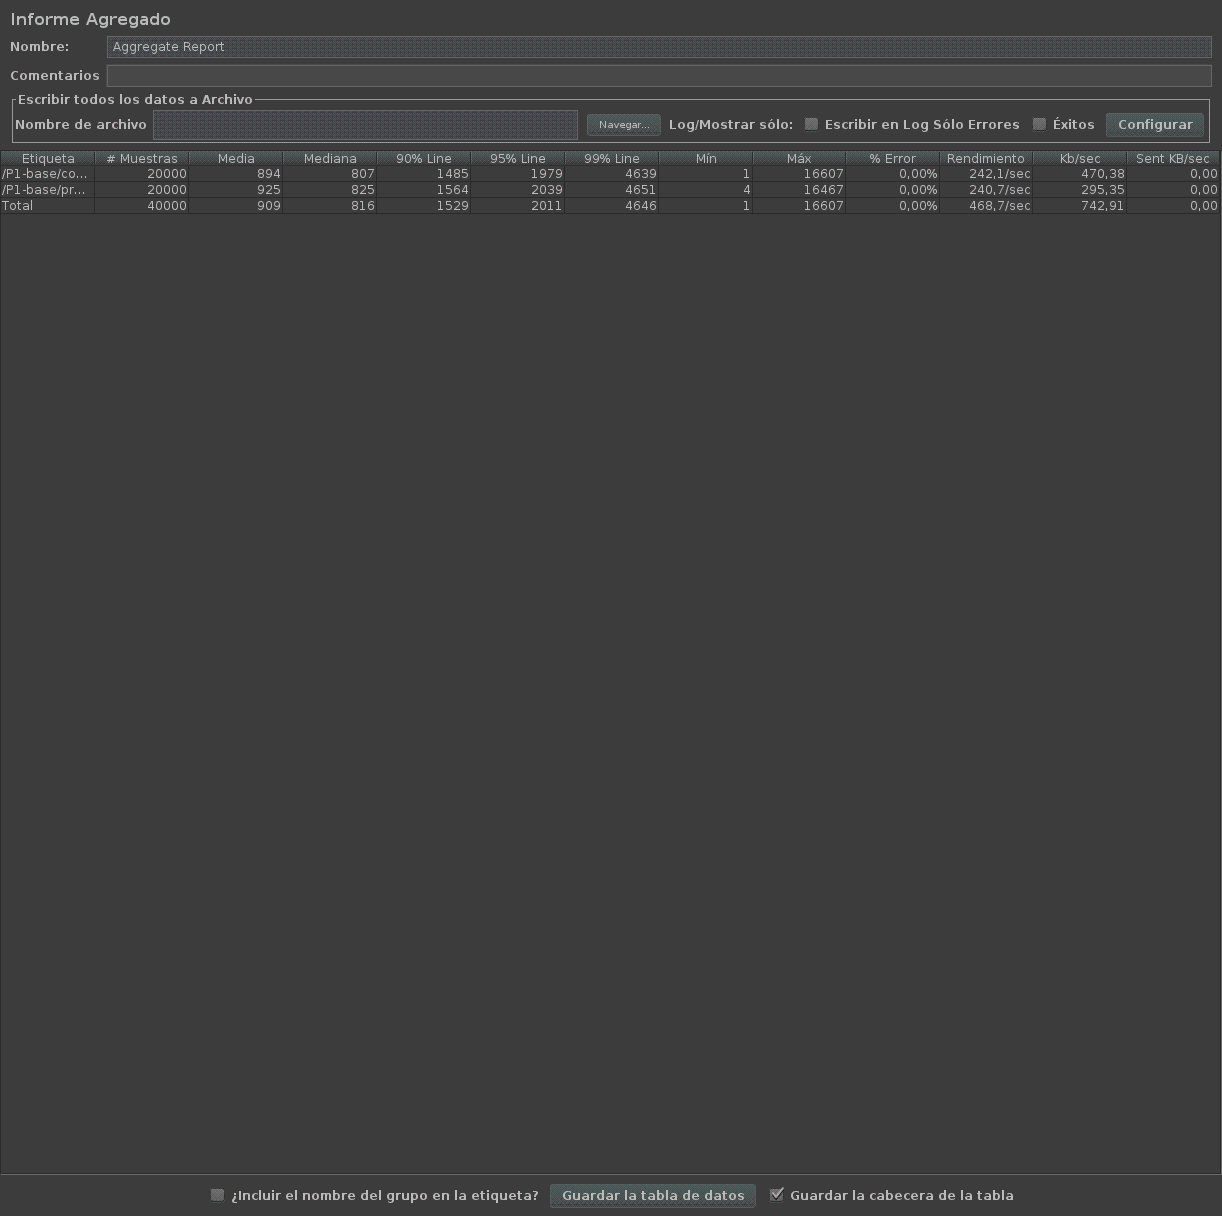 Informe Agregado
Nombre: Aggregate Report
Comentarios
Escribir todos los datos a Archivo
Nombre de archivo Navegar... Log/Mostrar sólo: Escribir en Log Sólo Errores Éxitos Configurar
Etiqueta # Muestras Media Mediana 90% Line 95% Line 99% Line Mín Máx % Error Rendimiento Kb/sec Sent KB/sec
/P1-base/co... 20000 894 807 1485 1979 4639 1 16607 0,00% 242,1/sec 470,38 0,00
/P1-base/pr... 20000 925 825 1564 2039 4651 4 16467 0,00% 240,7/sec 295,35 0,00
Total 40000 909 816 1529 2011 4646 1 16607 0,00% 468,7/sec 742,91 0,00
¿Incluir el nombre del grupo en la etiqueta? Guardar la tabla de datos Guardar la cabecera de la tabla